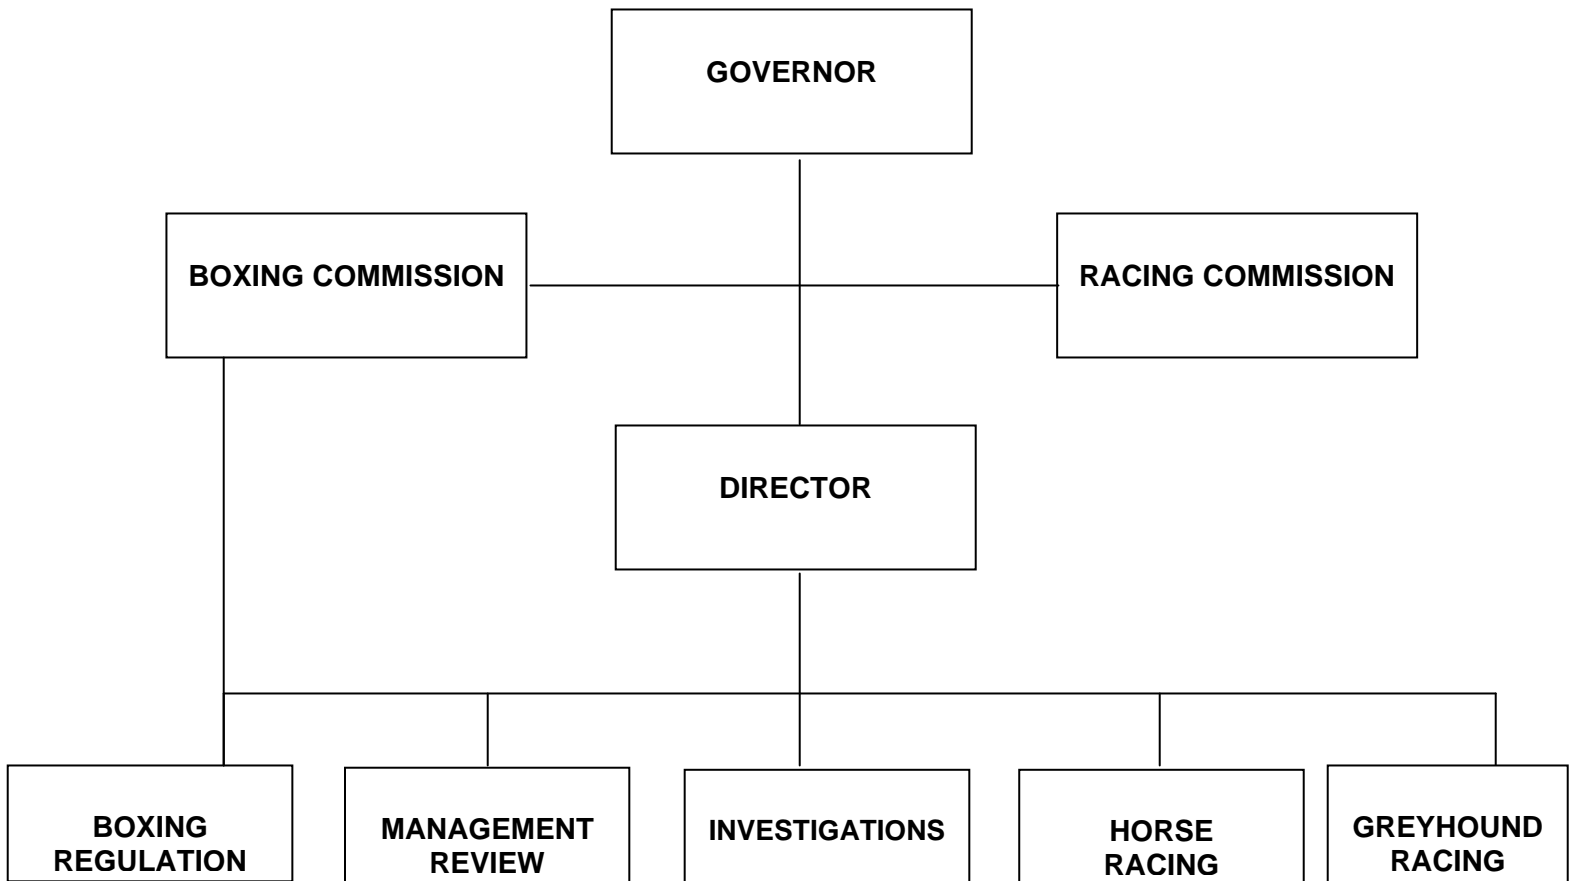 GOVERNOR
BOXING COMMISSION
RACING COMMISSION
DIRECTOR
BOXING
REGULATION
MANAGEMENT
REVIEW
INVESTIGATIONS
HORSE
RACING
GREYHOUND
RACING